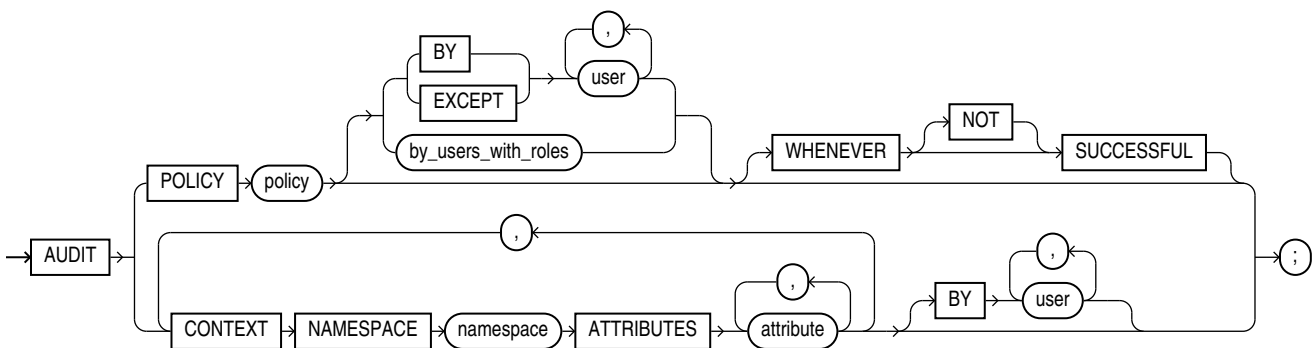 ,
BY
user
EXCEPT
NOT
by_users_with_roles
WHENEVER
SUCCESSFUL
POLICY policy
,
AUDIT
,
;
,
BY
user
CONTEXT NAMESPACE namespace ATTRIBUTES attribute